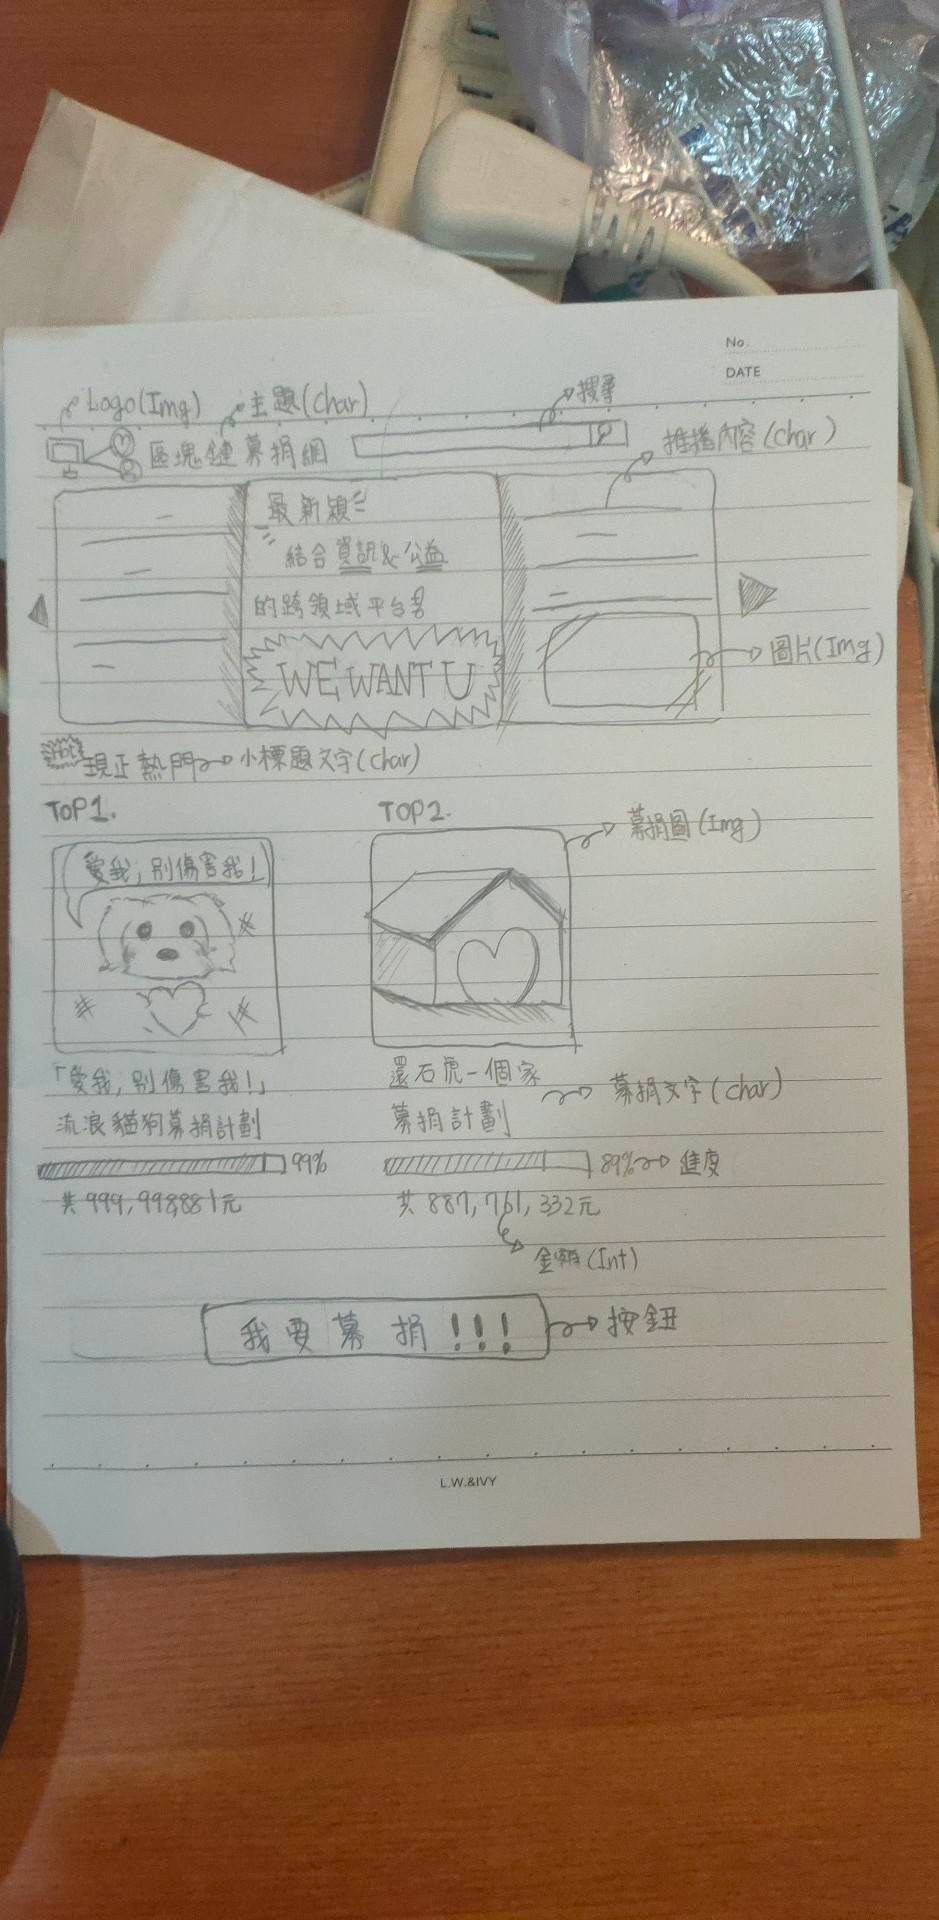 No.
DATE
Logo(Img) 主題(char) 搜尋
區塊鏈募捐網 推播內容(char)
最新穎
結合資訊&公益
的跨領域平台
WE WANT U
圖片(Img)
Hot 現正熱門 小標題文字(char)
TOP1. TOP2.
募捐圖(Img)
愛我,別傷害我!
「愛我,別傷害我!」
流浪貓狗募捐計劃
還石虎一個家
募捐計劃
募捐文字(char)
99% 89% 進度
共999,998,881元 共887,761,332元
金額(Int)
我要募捐!!! 按鈕
L.W.&IVY